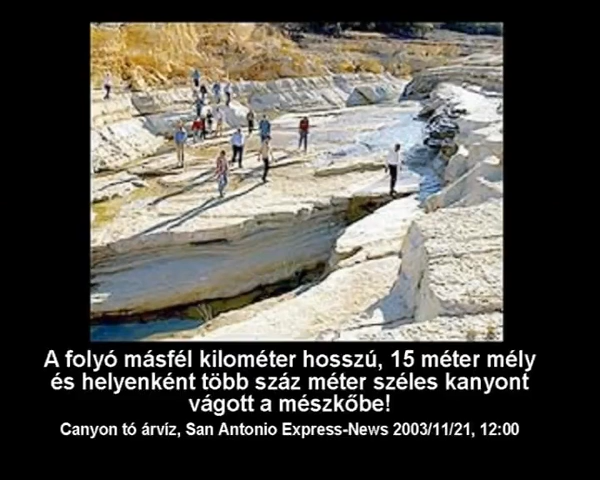 A folyó másfél kilométer hosszú, 15 méter mély
és helyenként több száz méter széles kanyont
vágott a mészkőbe!
Canyon tó árvíz, San Antonio Express-News 2003/11/21, 12:00